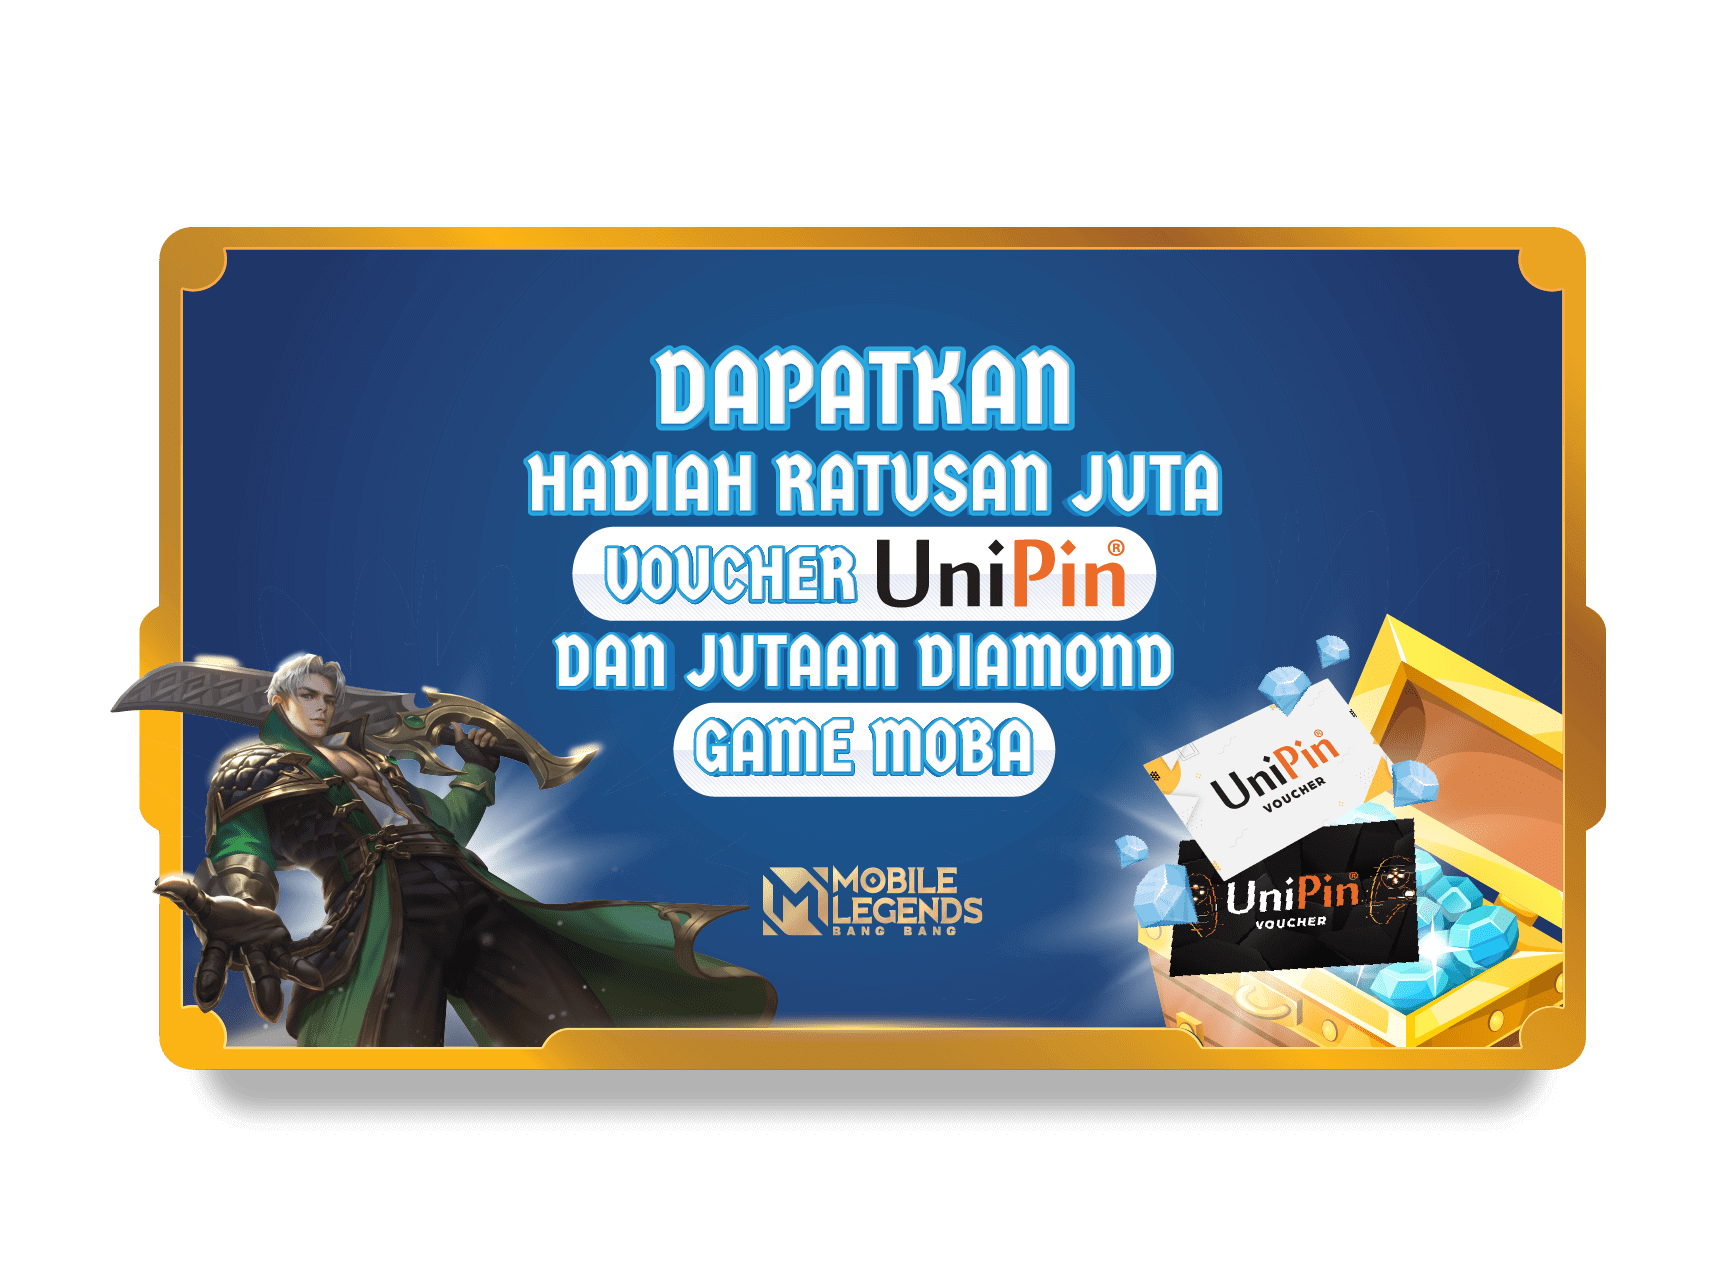 DAPATKAN
HADIAH RATUSAN JUTA
VOUCHER UniPin®
DAN JUTAAN DIAMOND
GAME MOBA
MOBILE
LEGENDS
BANG BANG
UniPin®
VOUCHER
UniPin®
VOUCHER